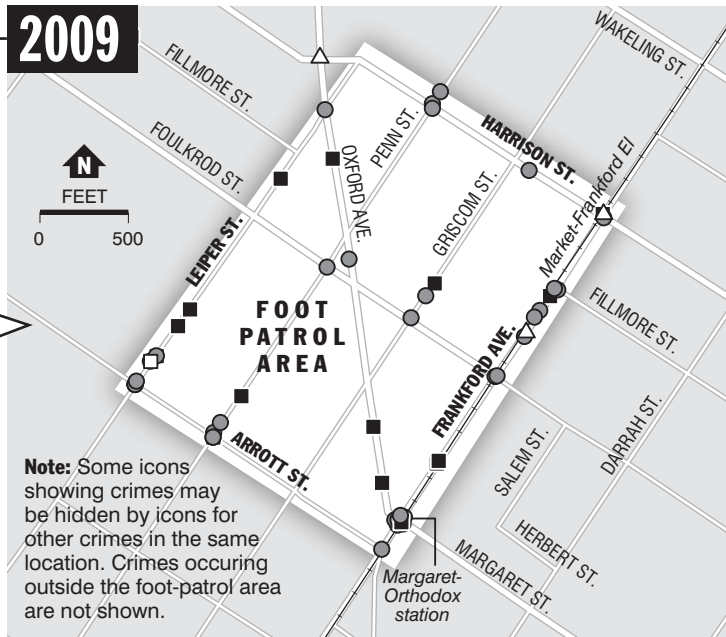 2009
WAKELING ST.
FILLMORE ST.
FOULKROD ST.
PENN ST.
HARRISON ST.
OXFORD AVE.
GRISCOM ST.
Market-Frankford El
N
FEET
0 500
LEIPER ST.
FOOT
PATROL
AREA
FRANKFORD AVE.
FILLMORE ST.
SALEM ST.
DARRAH ST.
ARROTT ST.
HERBERT ST.
MARGARET ST.
Margaret-
Orthodox
station
Note: Some icons
showing crimes may
be hidden by icons for
other crimes in the same
location. Crimes occuring
outside the foot-patrol area
are not shown.